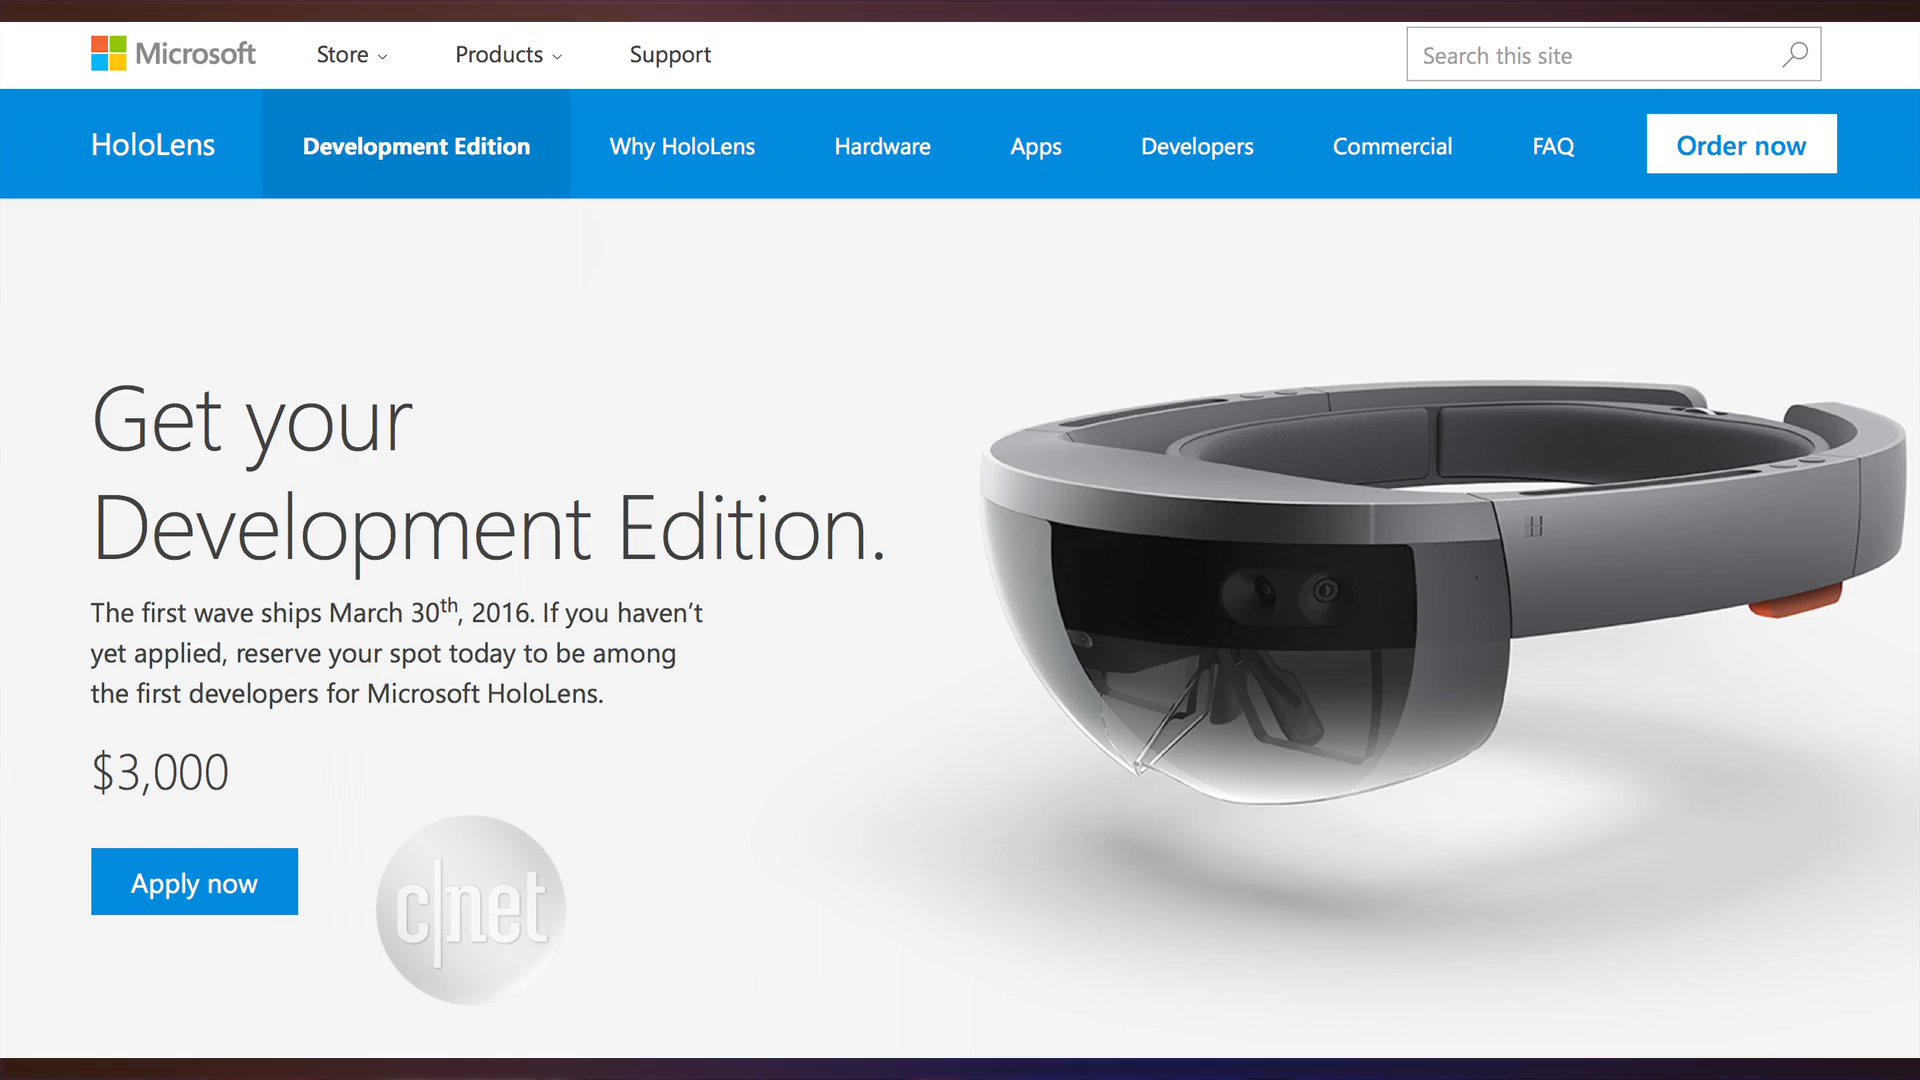 Microsoft Store Products Support Search this site
HoloLens Development Edition Why HoloLens Hardware Apps Developers Commercial FAQ Order now
Get your
Development Edition.
The first wave ships March 30th, 2016. If you haven’t
yet applied, reserve your spot today to be among
the first developers for Microsoft HoloLens.
$3,000
Apply now
c|net